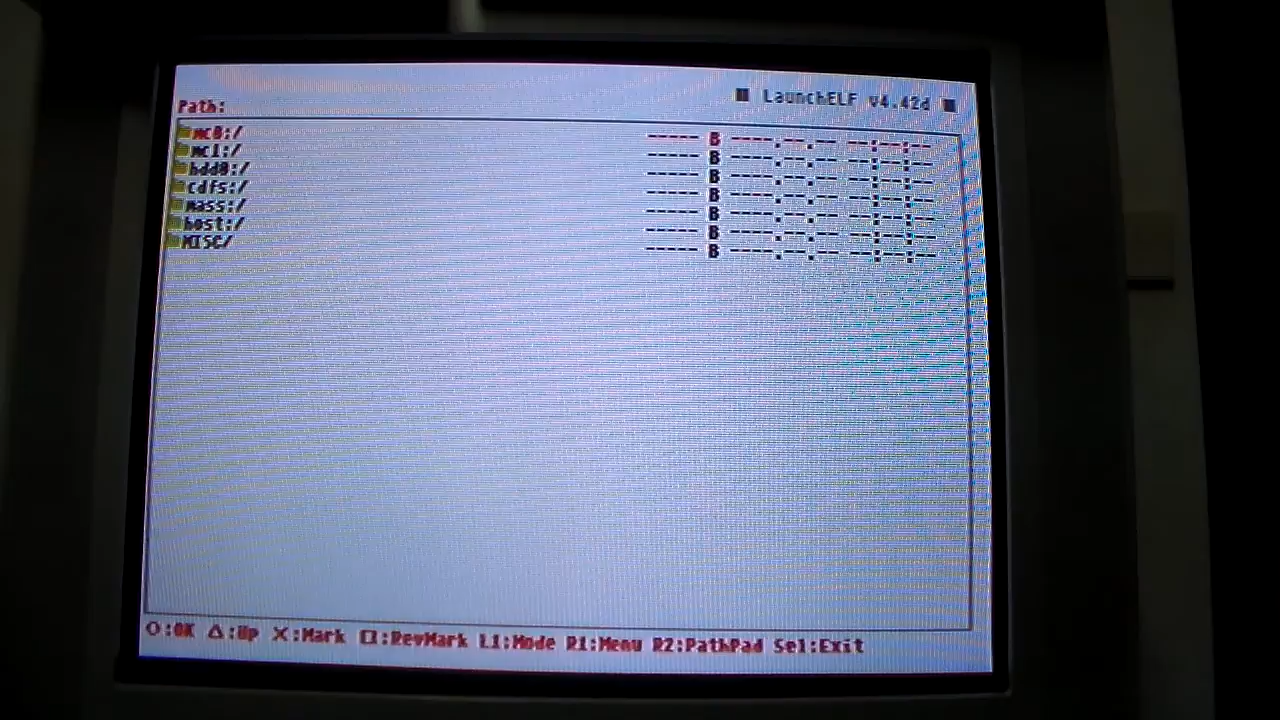 ■ LaunchELF v4.42d ■
Path:
mc0:/ ----- B ----.--.-- --:--:--
mc1:/ ----- B ----.--.-- --:--:--
hdd0:/ ----- B ----.--.-- --:--:--
cdfs:/ ----- B ----.--.-- --:--:--
mass:/ ----- B ----.--.-- --:--:--
host:/ ----- B ----.--.-- --:--:--
MISC/ ----- B ----.--.-- --:--:--
○:OK △:Up ×:Mark □:RevMark L1:Mode R1:Menu R2:PathPad Sel:Exit